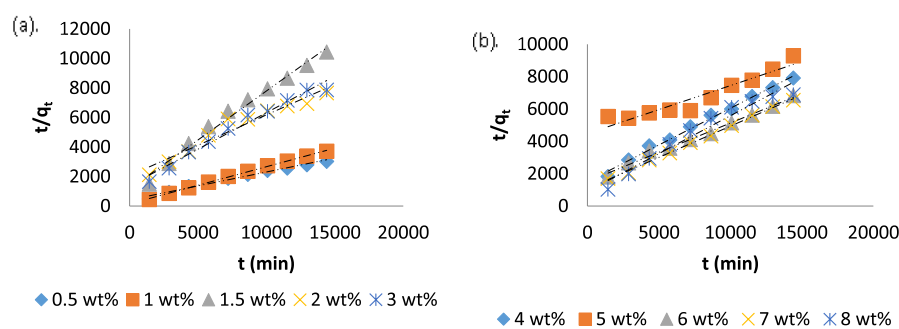 (a).
12000
10000
8000
6000
4000
2000
0
t/qt
0 5000 10000 15000 20000
t (min)
0.5 wt% 1 wt% 1.5 wt% 2 wt% 3 wt%
(b).
10000
8000
6000
4000
2000
0
t/qt
0 5000 10000 15000 20000
t (min)
4 wt% 5 wt% 6 wt% 7 wt% 8 wt%